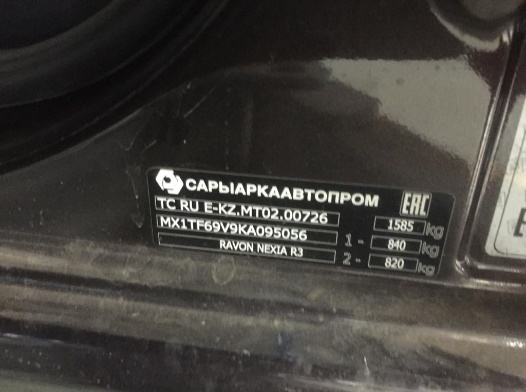 САРЫАРКААВТОПРОМ EAC
TC RU E-KZ.MT02.00726 1585 kg
MX1TF69V9KA095056 1 - 840 kg
RAVON NEXIA R3 2 - 820 kg